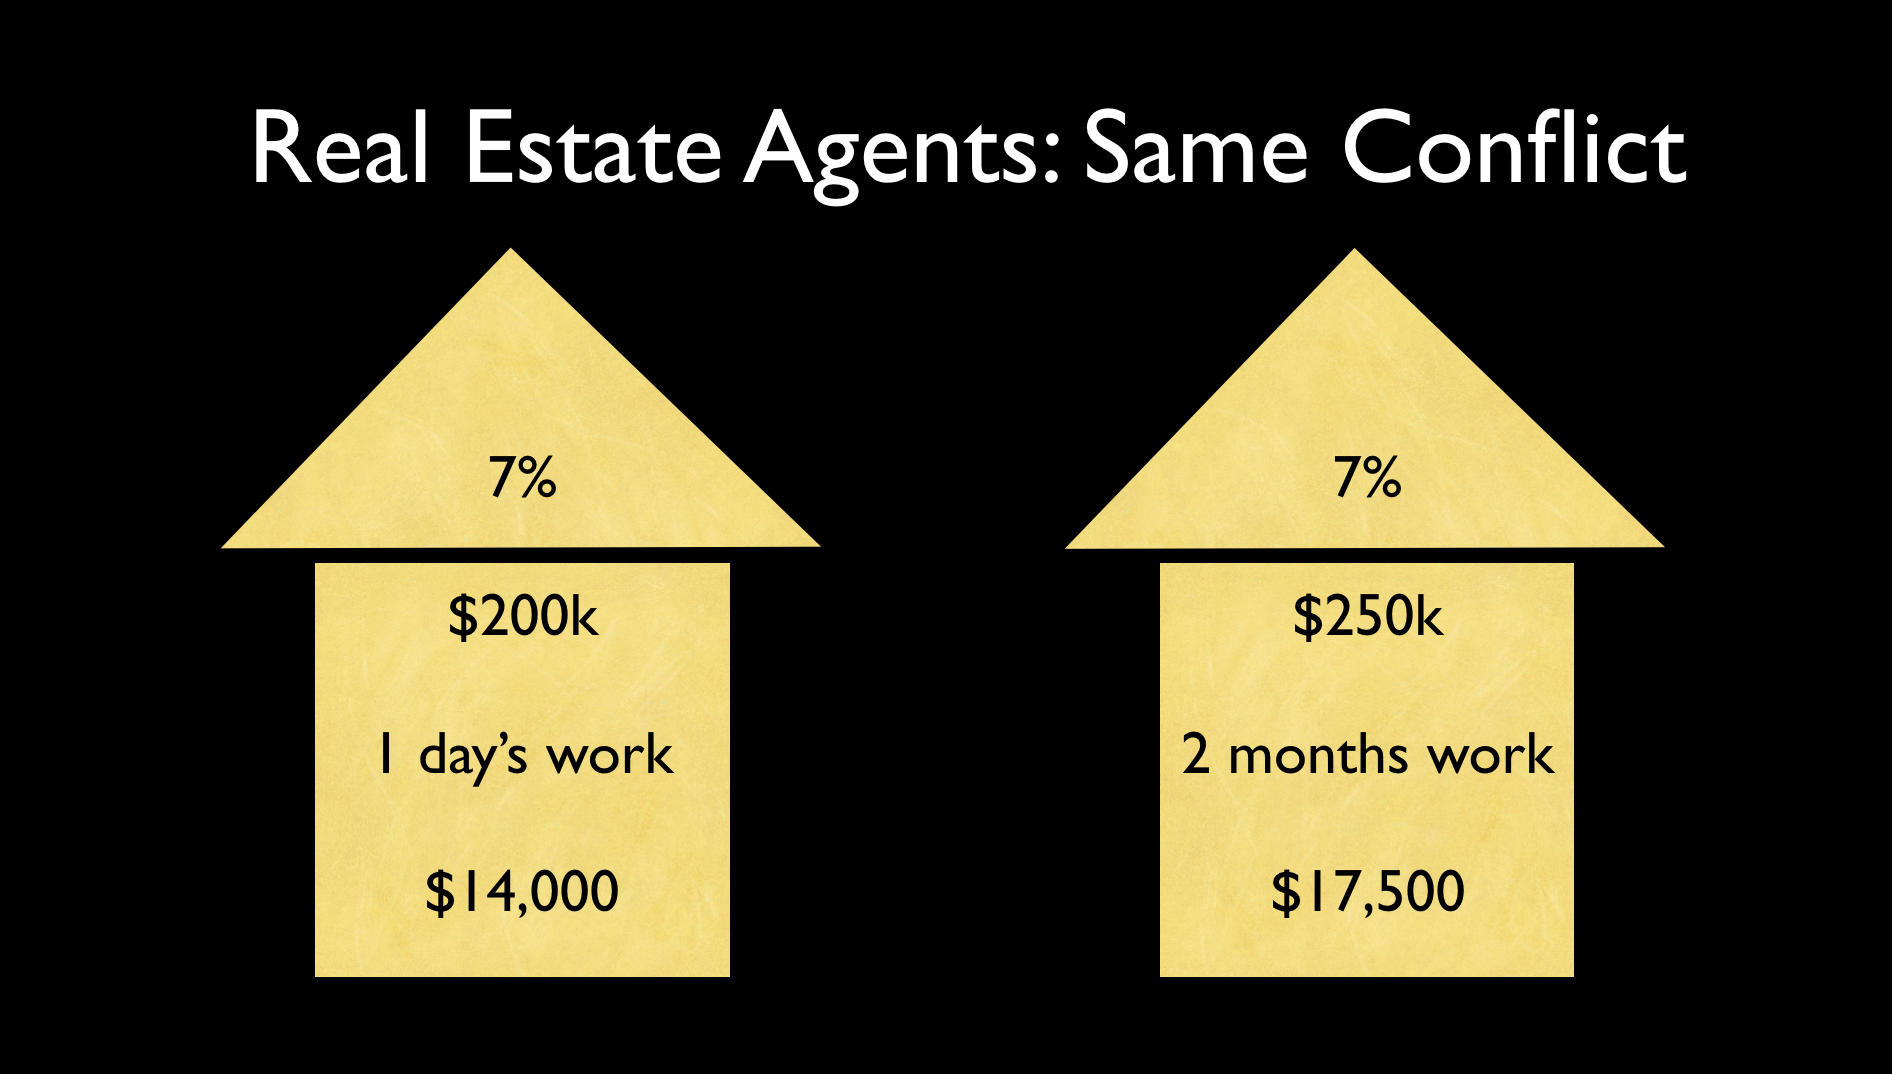 Real Estate Agents: Same Conflict
7%
$200k
1 day’s work
$14,000
7%
$250k
2 months work
$17,500